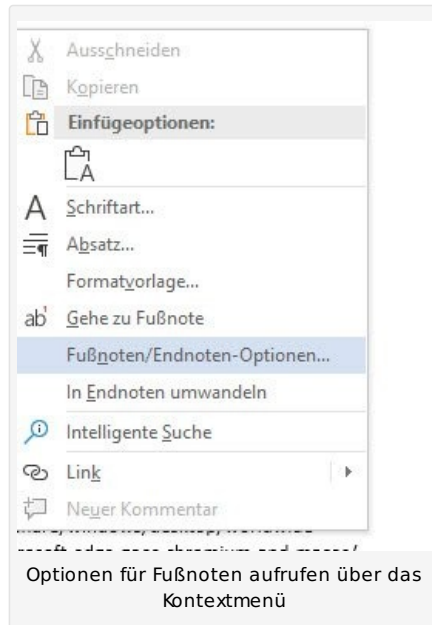 Ausschneiden
Kopieren
Einfügeoptionen:
A
A Schriftart...
Absatz...
Formatvorlage...
ab Gehe zu Fußnote
Fußnoten/Endnoten-Optionen...
In Endnoten umwandeln
Intelligente Suche
Link
Neuer Kommentar
Optionen für Fußnoten aufrufen über das
Kontextmenü